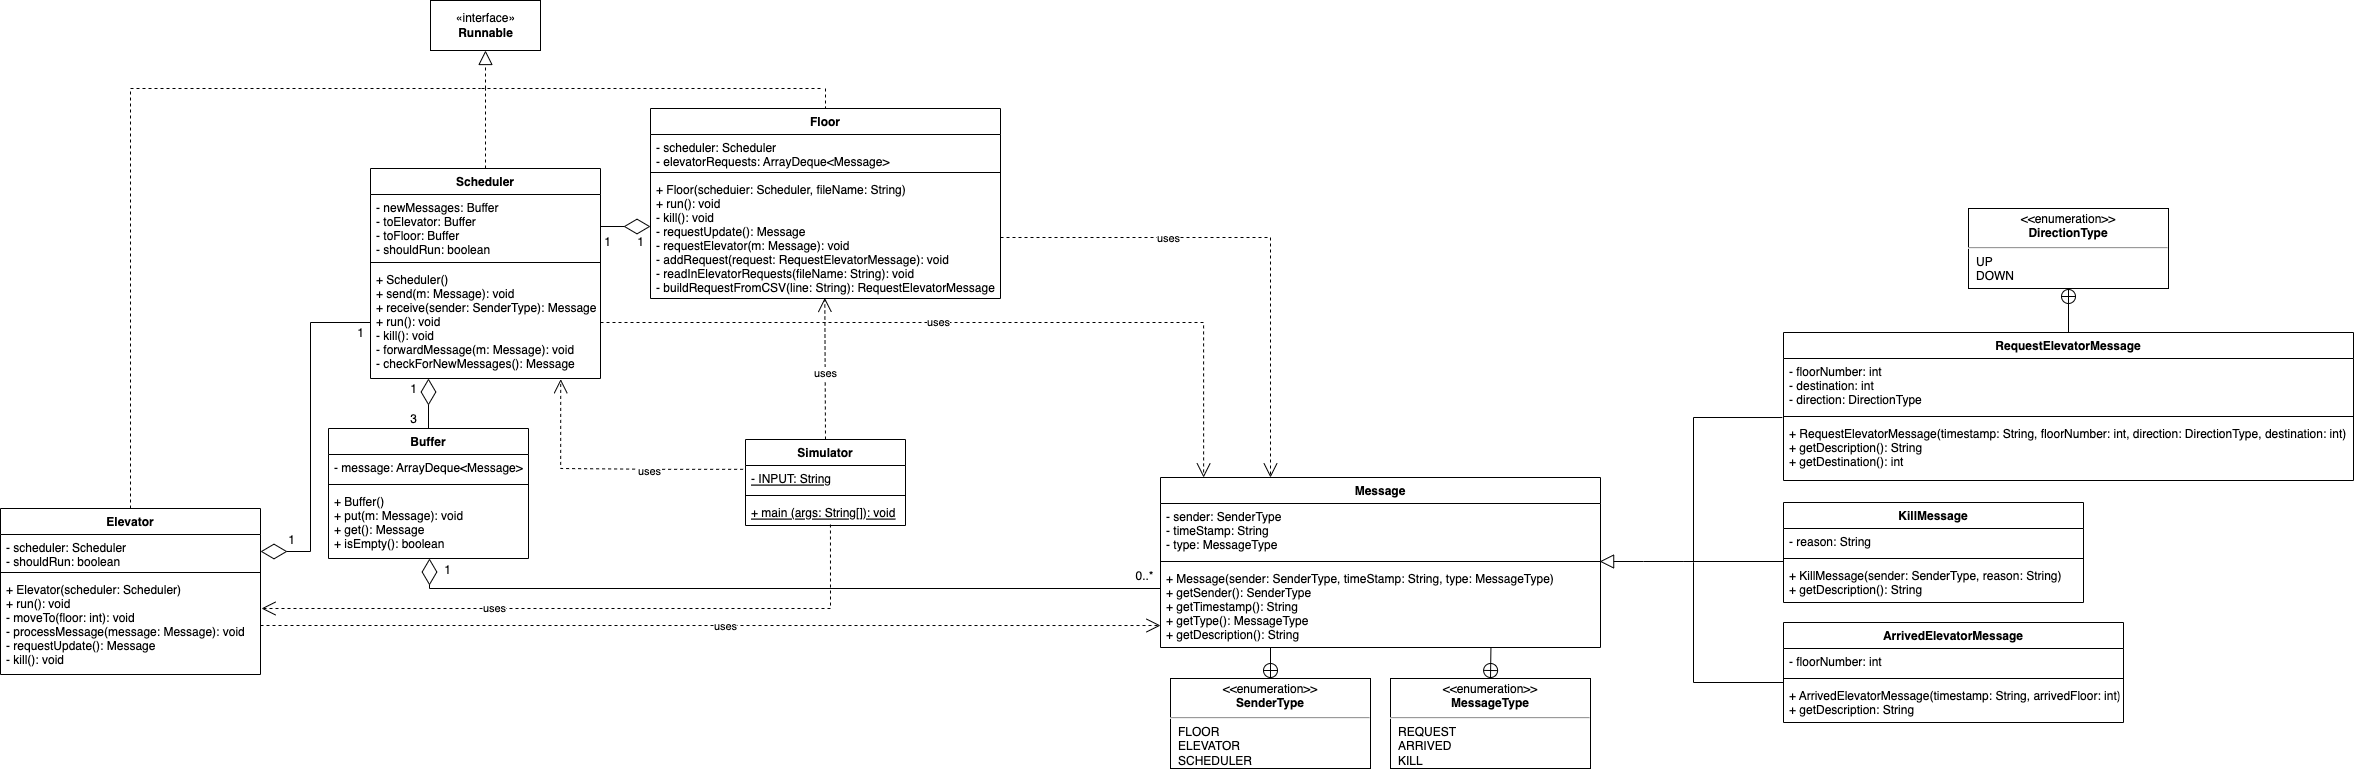 «interface»
Runnable
Floor
- scheduler: Scheduler
- elevatorRequests: ArrayDeque<Message>
+ Floor(scheduier: Scheduler, fileName: String)
+ run(): void
- kill(): void
- requestUpdate(): Message
- requestElevator(m: Message): void
- addRequest(request: RequestElevatorMessage): void
- readInElevatorRequests(fileName: String): void
- buildRequestFromCSV(line: String): RequestElevatorMessage
Scheduler
- newMessages: Buffer
- toElevator: Buffer
- toFloor: Buffer
- shouldRun: boolean
+ Scheduler()
+ send(m: Message): void
+ receive(sender: SenderType): Message
+ run(): void
- kill(): void
- forwardMessage(m: Message): void
- checkForNewMessages(): Message
1
1
uses
uses
1
uses
1
3
uses
Buffer
- message: ArrayDeque<Message>
+ Buffer()
+ put(m: Message): void
+ get(): Message
+ isEmpty(): boolean
1
0..*
Simulator
- INPUT: String
+ main (args: String[]): void
Elevator
- scheduler: Scheduler
- shouldRun: boolean
+ Elevator(scheduler: Scheduler)
+ run(): void
- moveTo(floor: int): void
- processMessage(message: Message): void
- requestUpdate(): Message
- kill(): void
1
uses
uses
Message
- sender: SenderType
- timeStamp: String
- type: MessageType
+ Message(sender: SenderType, timeStamp: String, type: MessageType)
+ getSender(): SenderType
+ getTimestamp(): String
+ getType(): MessageType
+ getDescription(): String
<<enumeration>>
SenderType
FLOOR
ELEVATOR
SCHEDULER
<<enumeration>>
MessageType
REQUEST
ARRIVED
KILL
<<enumeration>>
DirectionType
UP
DOWN
RequestElevatorMessage
- floorNumber: int
- destination: int
- direction: DirectionType
+ RequestElevatorMessage(timestamp: String, floorNumber: int, direction: DirectionType, destination: int)
+ getDescription(): String
+ getDestination(): int
KillMessage
- reason: String
+ KillMessage(sender: SenderType, reason: String)
+ getDescription(): String
ArrivedElevatorMessage
- floorNumber: int
+ ArrivedElevatorMessage(timestamp: String, arrivedFloor: int)
+ getDescription: String